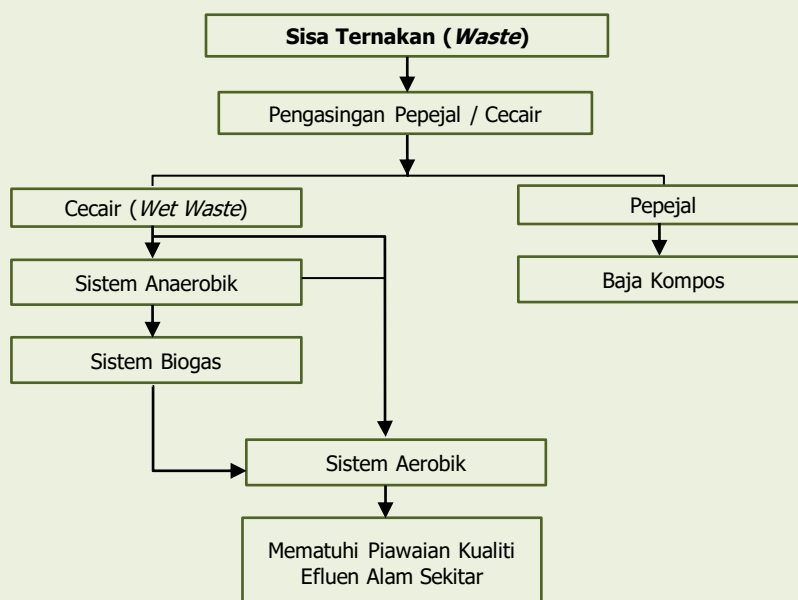 Sisa Ternakan (Waste)
Pengasingan Pepejal / Cecair
Cecair (Wet Waste)
Pepejal
Sistem Anaerobik
Baja Kompos
Sistem Biogas
Sistem Aerobik
Mematuhi Piawaian Kualiti
Efluen Alam Sekitar